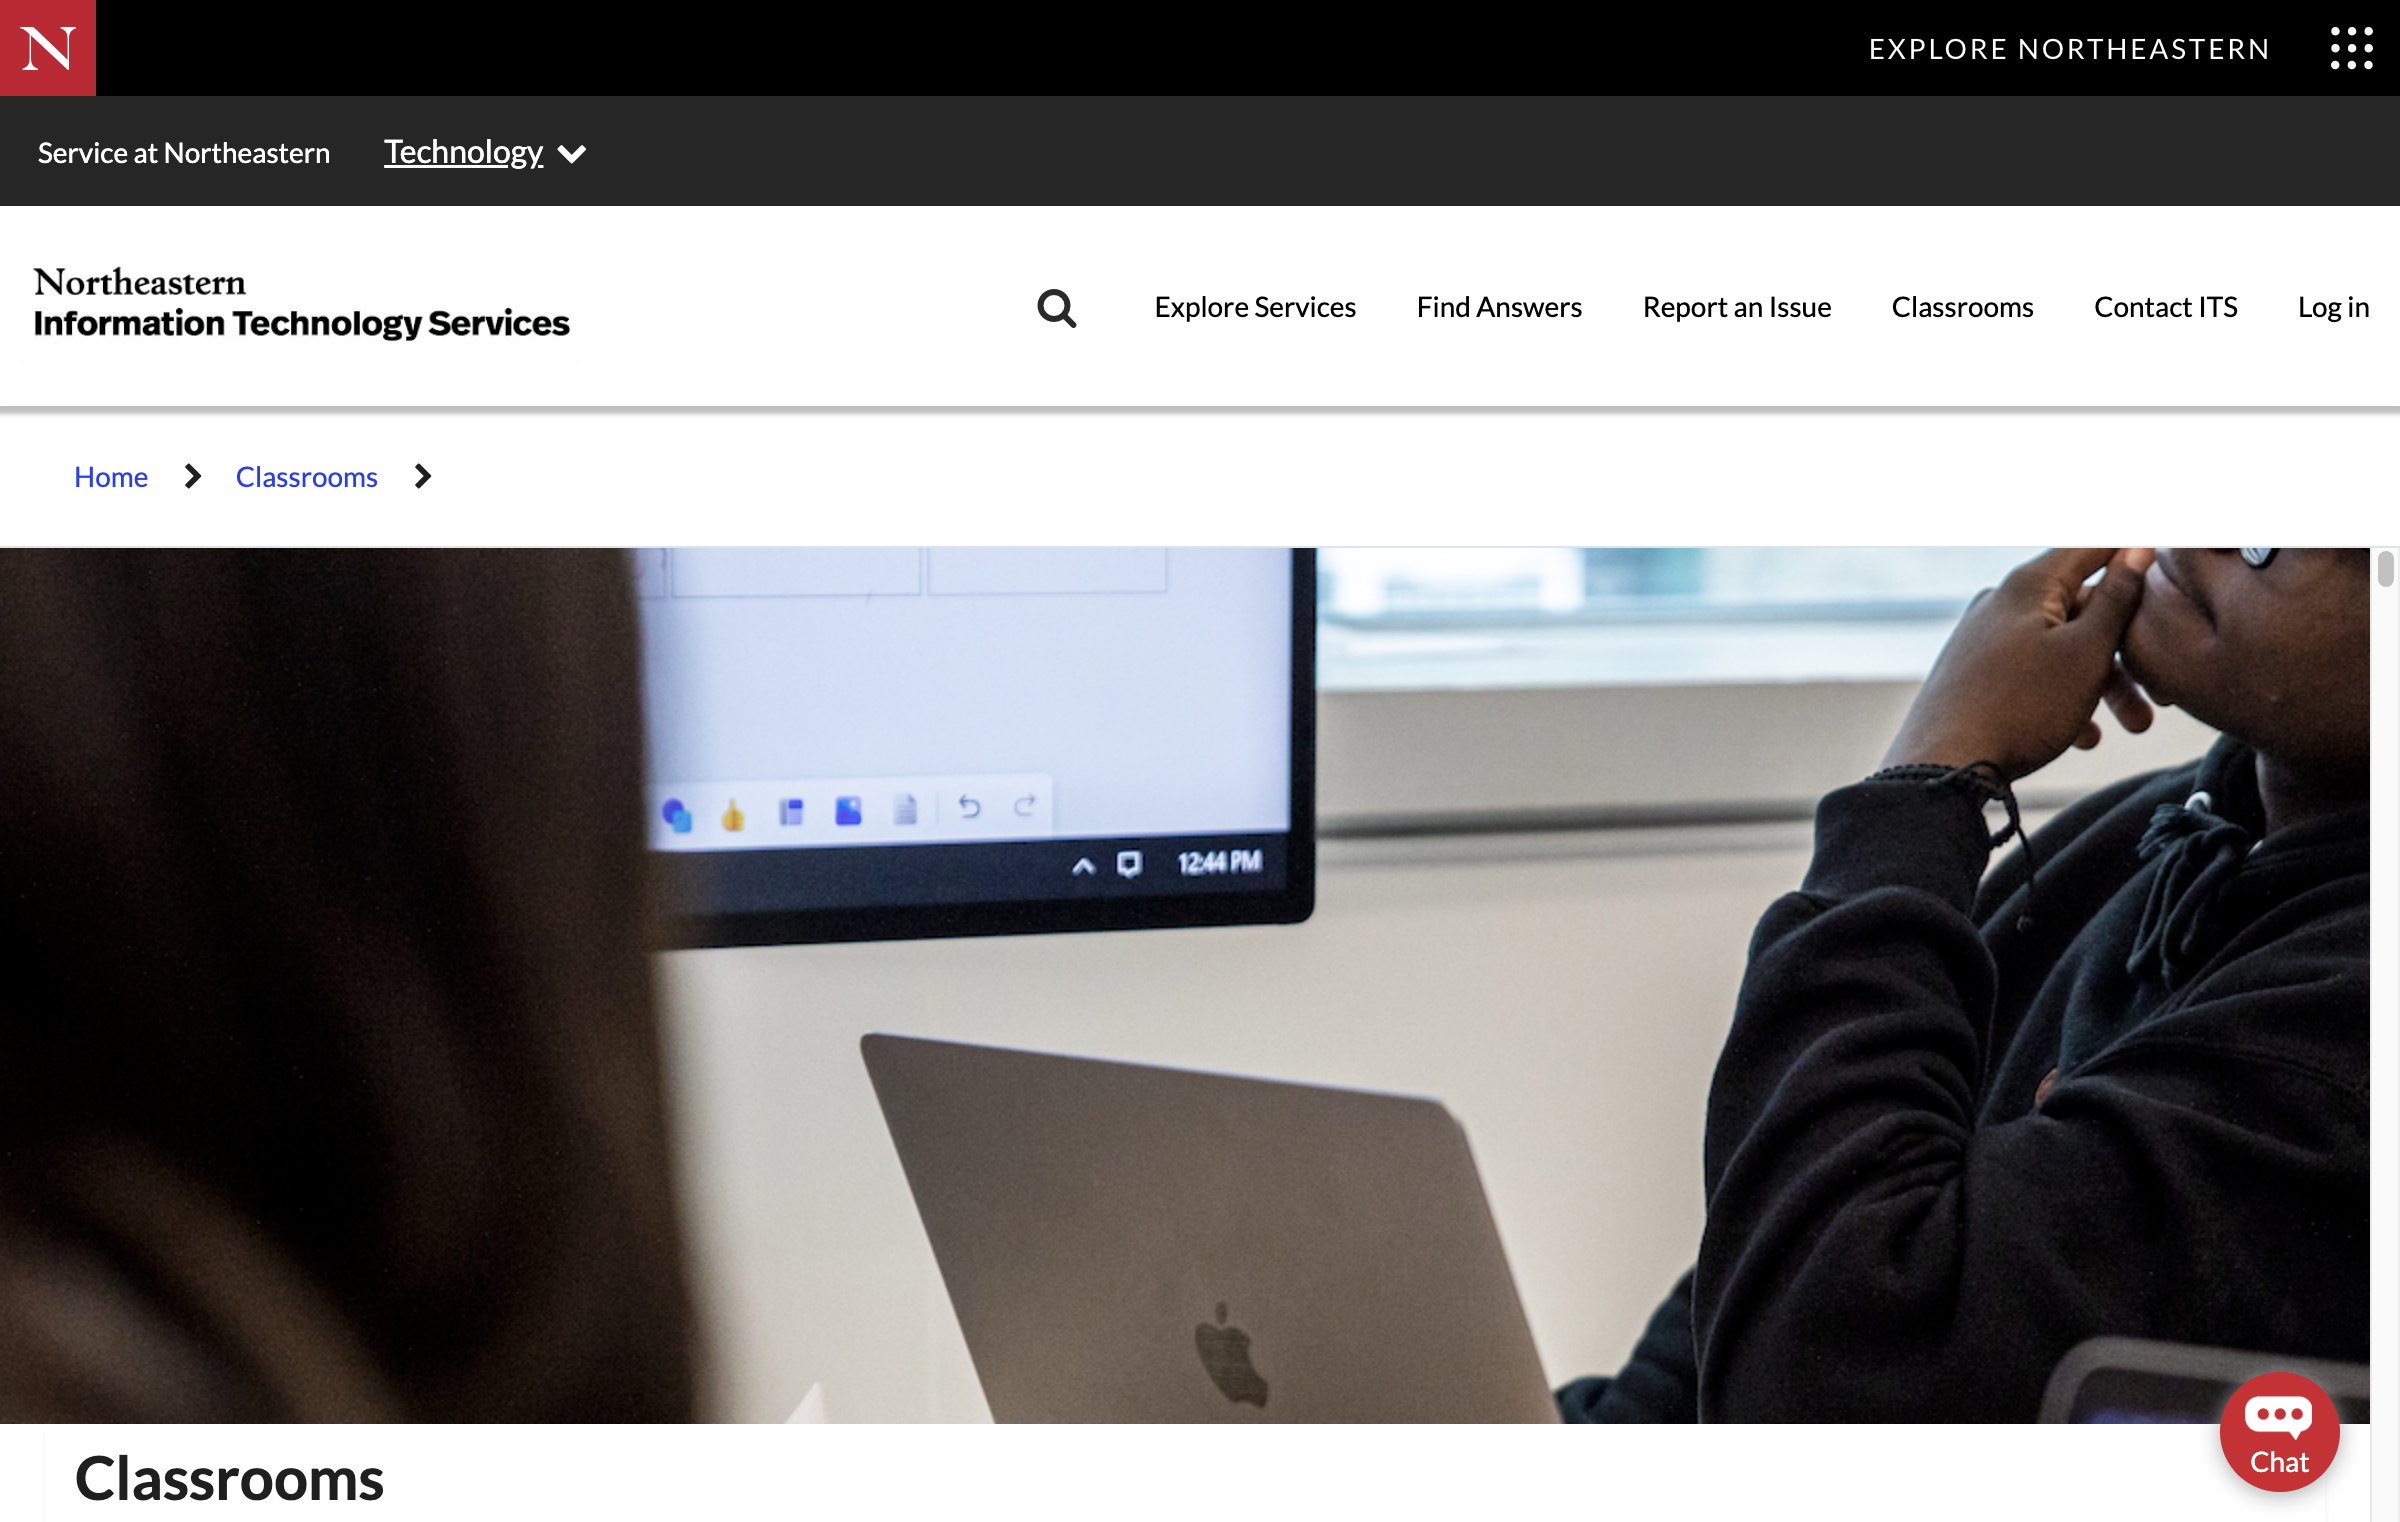 N
EXPLORE NORTHEASTERN
Service at Northeastern
Technology
Northeastern
Information Technology Services
Explore Services
Find Answers
Report an Issue
Classrooms
Contact ITS
Log in
Home
Classrooms
12:44 PM
Chat
Classrooms